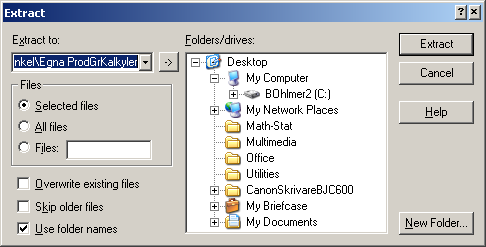 Extract
Extract to:
nkel\Egna ProdGrKalkyler
->
Files
Selected files
All files
Files:
Overwrite existing files
Skip older files
Use folder names
Folders/drives:
Desktop
My Computer
BOhlmer2 (C:)
My Network Places
Math-Stat
Multimedia
Office
Utilities
CanonSkrivareBJC600
My Briefcase
My Documents
Extract
Cancel
Help
New Folder...